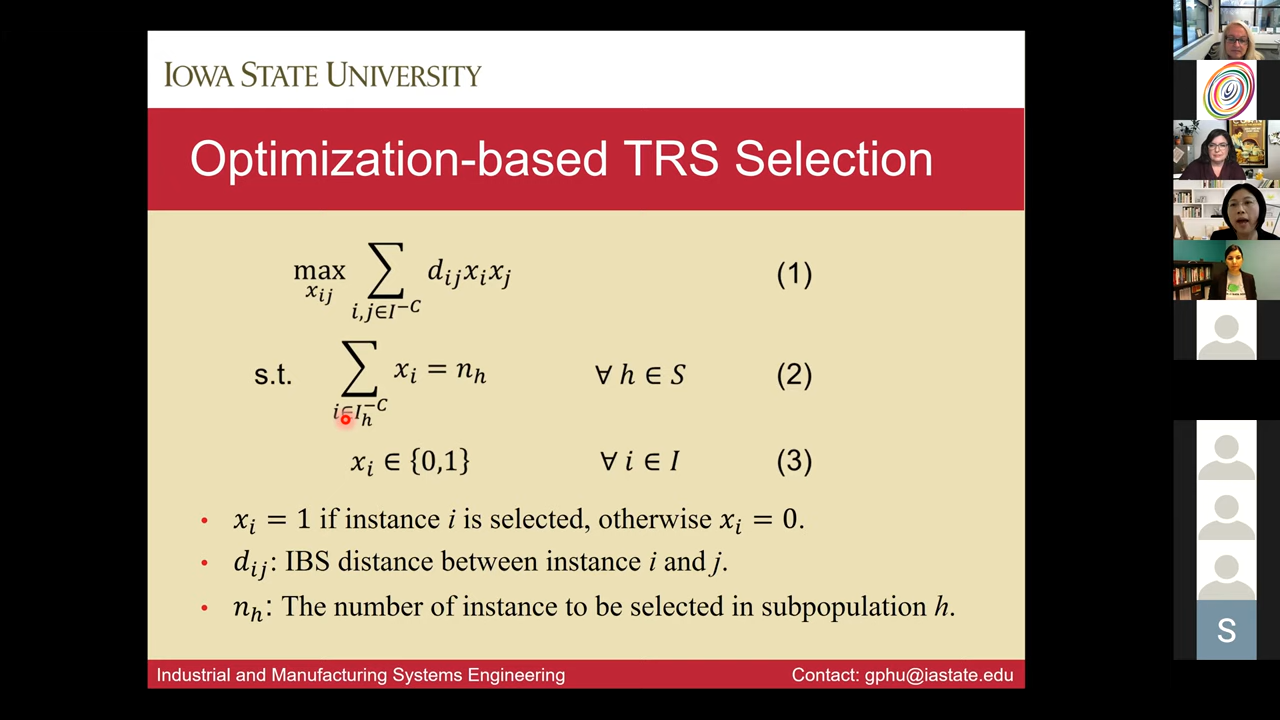 IOWA STATE UNIVERSITY
Optimization-based TRS Selection
max_{x_{ij}} ∑_{i,j∈I^{−C}} d_{ij}x_ix_j (1)
s.t. ∑_{i∈I_h^{−C}} x_i = n_h ∀ h ∈ S (2)
x_i ∈ {0,1} ∀ i ∈ I (3)
• x_i = 1 if instance i is selected, otherwise x_i = 0.
• d_{ij}: IBS distance between instance i and j.
• n_h: The number of instance to be selected in subpopulation h.
Industrial and Manufacturing Systems Engineering Contact: gphu@iastate.edu
S